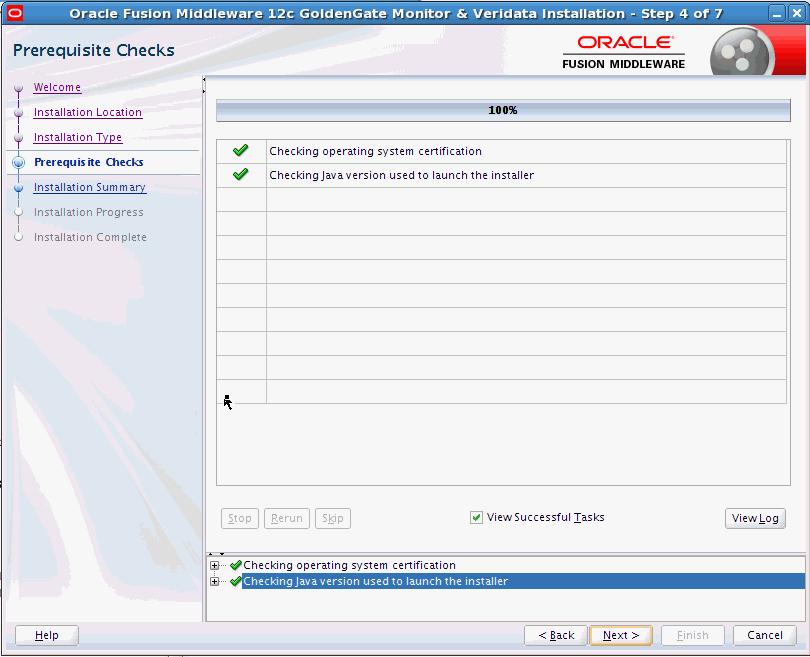 Oracle Fusion Middleware 12c GoldenGate Monitor & Veridata Installation - Step 4 of 7
Prerequisite Checks
ORACLE
FUSION MIDDLEWARE
Welcome
Installation Location
Installation Type
Prerequisite Checks
Installation Summary
Installation Progress
Installation Complete
100%
Checking operating system certification
Checking Java version used to launch the installer
Stop Rerun Skip View Successful Tasks View Log
Checking operating system certification
Checking Java version used to launch the installer
Help < Back Next > Finish Cancel